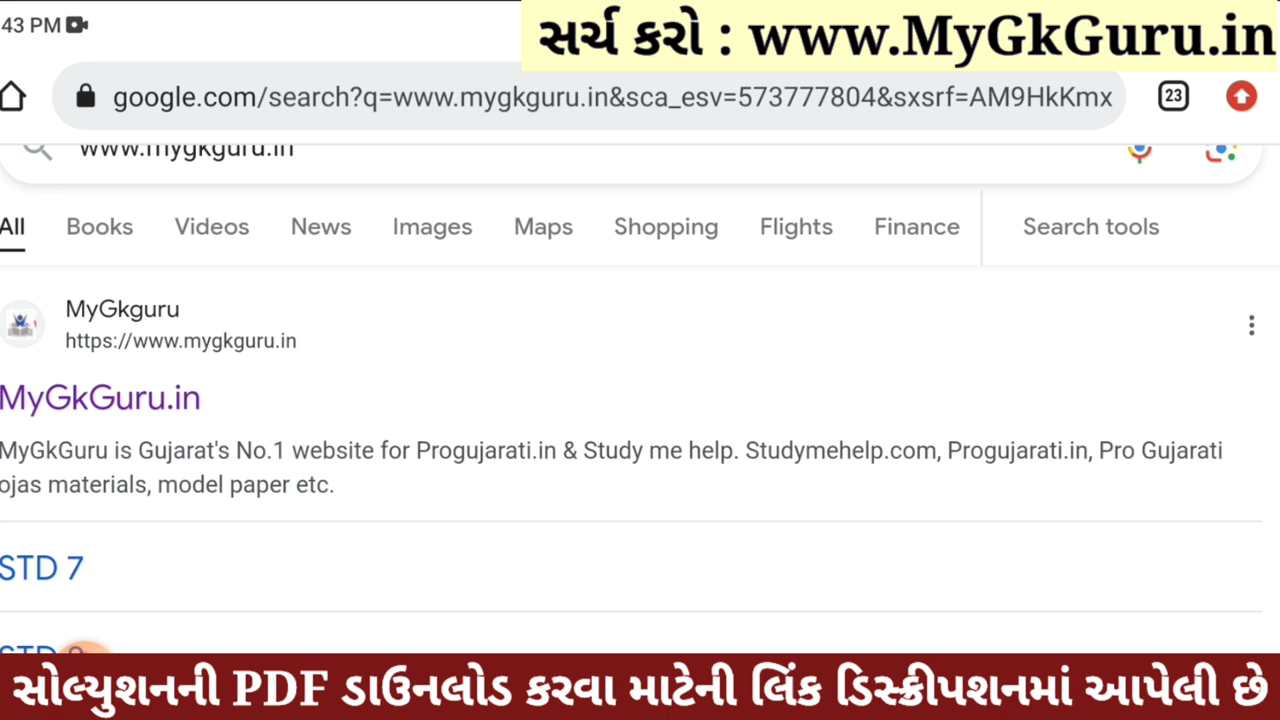 43 PM
સર્ચ કરો : www.MyGkGuru.in
google.com/search?q=www.mygkguru.in&sca_esv=573777804&sxsrf=AM9HkKmx
23
www.mygkguru.in
All Books Videos News Images Maps Shopping Flights Finance Search tools
MyGkguru
https://www.mygkguru.in
MyGkGuru.in
MyGkGuru is Gujarat's No.1 website for Progujarati.in & Study me help. Studymehelp.com, Progujarati.in, Pro Gujarati
ojas materials, model paper etc.
STD 7
STD
સોલ્યુશનની PDF ડાઉનલોડ કરવા માટેની લિંક ડિસ્ક્રીપશનમાં આપેલી છે